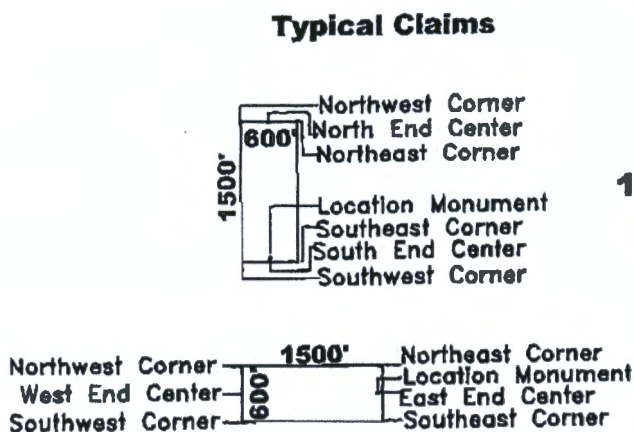 Typical Claims
Northwest Corner
North End Center
600'
Northeast Corner
1
1500'
Location Monument
Southeast Corner
South End Center
Southwest Corner
1500'
Northwest Corner
Northeast Corner
600'
Location Monument
West End Center
East End Center
Southwest Corner
Southeast Corner